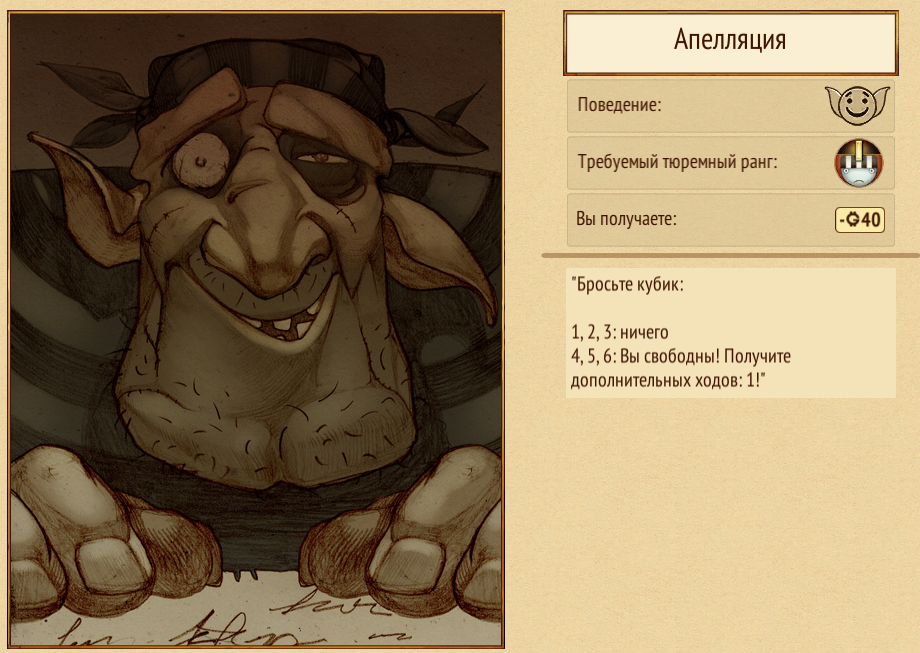 Апелляция
Поведение:
Требуемый тюремный ранг:
Вы получаете:
-40
"Бросьте кубик:
1, 2, 3: ничего
4, 5, 6: Вы свободны! Получите
дополнительных ходов: 1!"